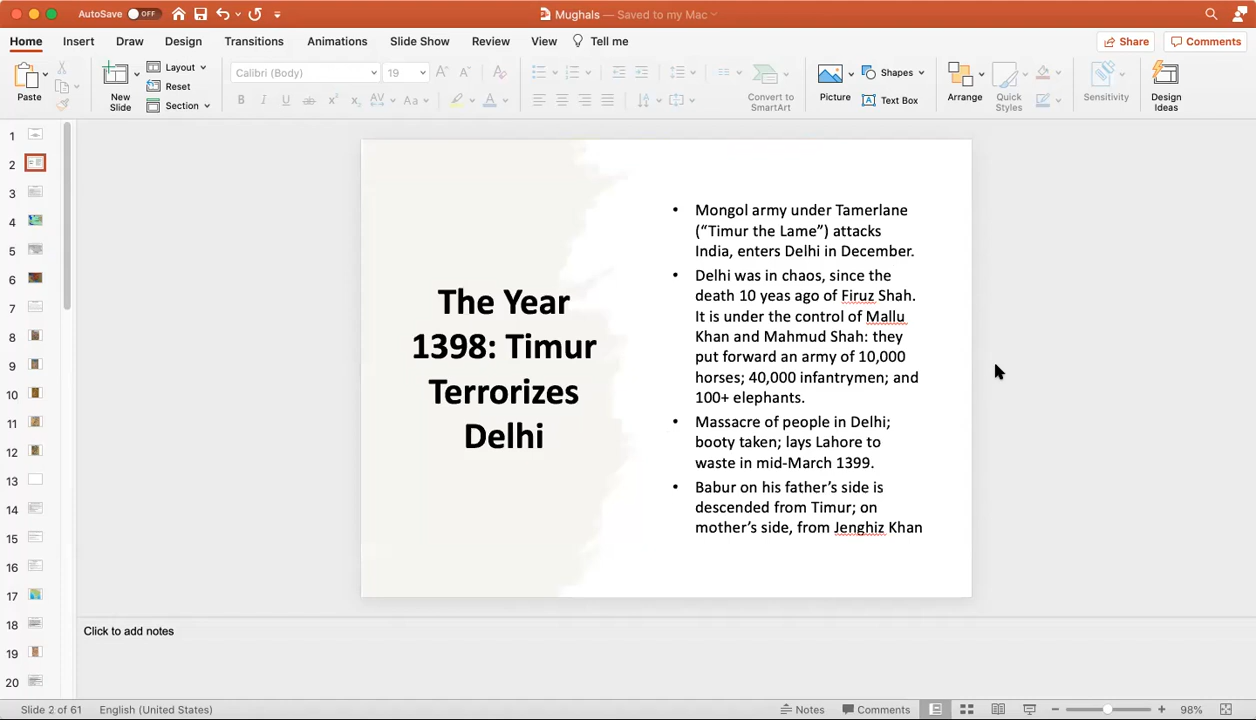 AutoSave OFF Mughals — Saved to my Mac
Home Insert Draw Design Transitions Animations Slide Show Review View Tell me Share Comments
Paste New Slide Layout Reset Section Calibri (Body) 19 Convert to SmartArt Picture Shapes Text Box Arrange Quick Styles Sensitivity Design Ideas
1
2
3
4
5
6
7
8
9
10
11
12
13
14
15
16
17
18
19
20
The Year
1398: Timur
Terrorizes
Delhi
• Mongol army under Tamerlane
(“Timur the Lame”) attacks
India, enters Delhi in December.
• Delhi was in chaos, since the
death 10 yeas ago of Firuz Shah.
It is under the control of Mallu
Khan and Mahmud Shah: they
put forward an army of 10,000
horses; 40,000 infantrymen; and
100+ elephants.
• Massacre of people in Delhi;
booty taken; lays Lahore to
waste in mid-March 1399.
• Babur on his father’s side is
descended from Timur; on
mother’s side, from Jenghiz Khan
Click to add notes
Slide 2 of 61 English (United States) Notes Comments 98%